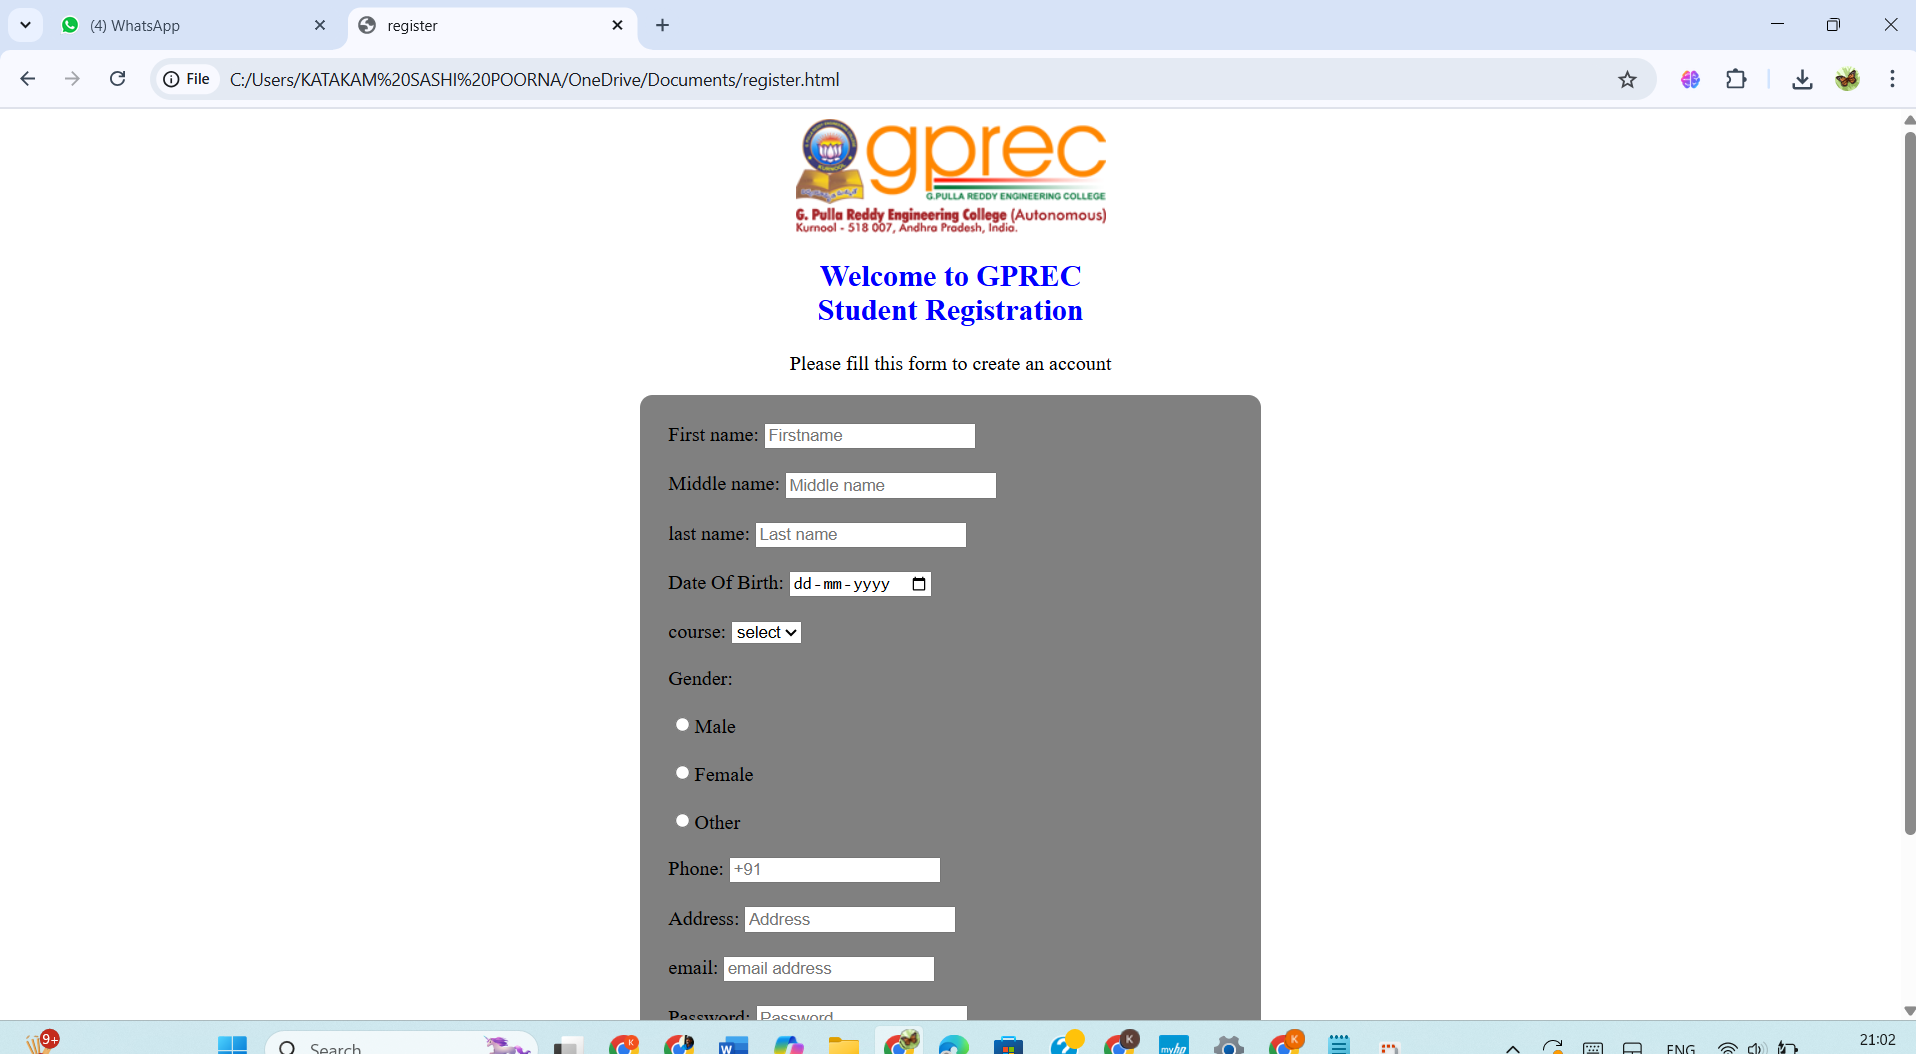 (4) WhatsApp
register
File
C:/Users/KATAKAM%20SASHI%20POORNA/OneDrive/Documents/register.html
KURNOOL
gprec
G.PULLA REDDY ENGINEERING COLLEGE
G. Pulla Reddy Engineering College (Autonomous)
Kurnool - 518 007, Andhra Pradesh, India.
Welcome to GPREC
Student Registration
Please fill this form to create an account
First name: Firstname
Middle name: Middle name
last name: Last name
Date Of Birth: dd-mm-yyyy
course: select
Gender:
Male
Female
Other
Phone: +91
Address: Address
email: email address
Password: Password
9+
Search
K
W
K
myhp
K
ENG
21:02